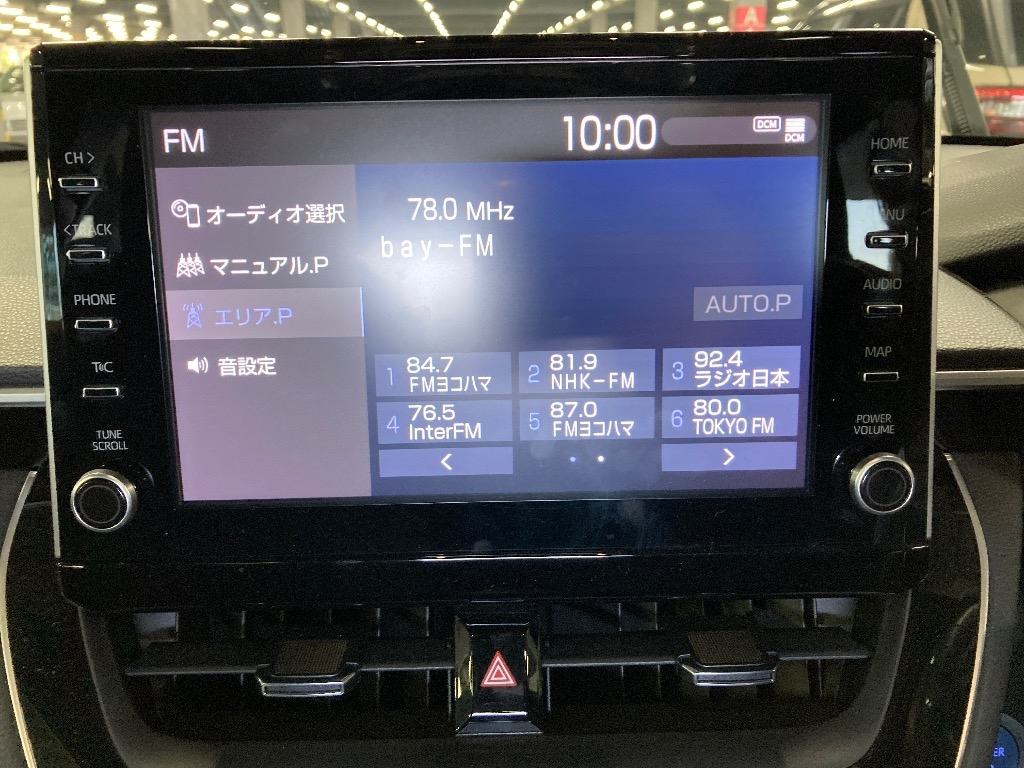 A
FM
10:00
DCM
DCM
CH >
HOME
< TRACK
MENU
PHONE
AUDIO
ToC
MAP
TUNE
SCROLL
POWER
VOLUME
オーディオ選択
マニュアル.P
エリア.P
音設定
78.0 MHz
bay-FM
AUTO.P
1 84.7
FMヨコハマ
2 81.9
NHK-FM
3 92.4
ラジオ日本
4 76.5
InterFM
5 87.0
FMヨコハマ
6 80.0
TOKYO FM
<
>